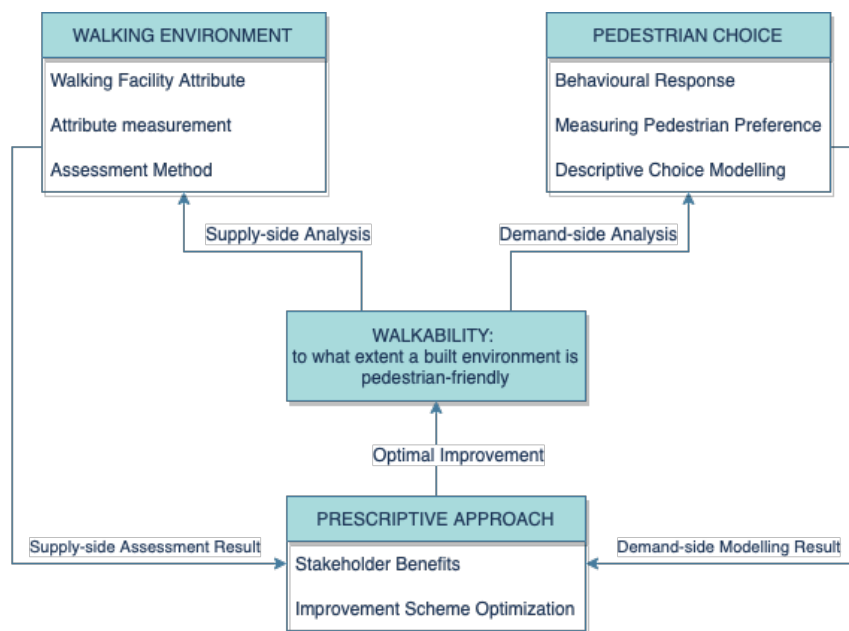 WALKING ENVIRONMENT
Walking Facility Attribute
Attribute measurement
Assessment Method
PEDESTRIAN CHOICE
Behavioural Response
Measuring Pedestrian Preference
Descriptive Choice Modelling
Supply-side Analysis
Demand-side Analysis
WALKABILITY:
to what extent a built environment is
pedestrian-friendly
Optimal Improvement
PRESCRIPTIVE APPROACH
Stakeholder Benefits
Improvement Scheme Optimization
Supply-side Assessment Result
Demand-side Modelling Result